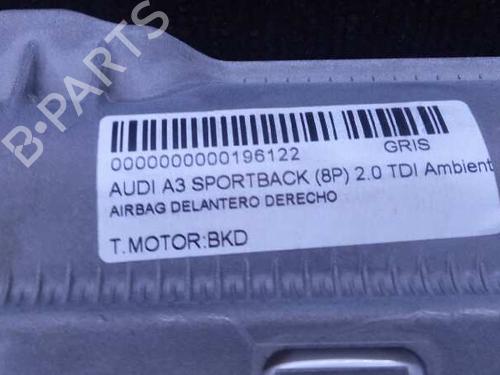 B-PARTS
0000000000196122 GRIS
AUDI A3 SPORTBACK (8P) 2.0 TDI Ambient
AIRBAG DELANTERO DERECHO
T.MOTOR:BKD